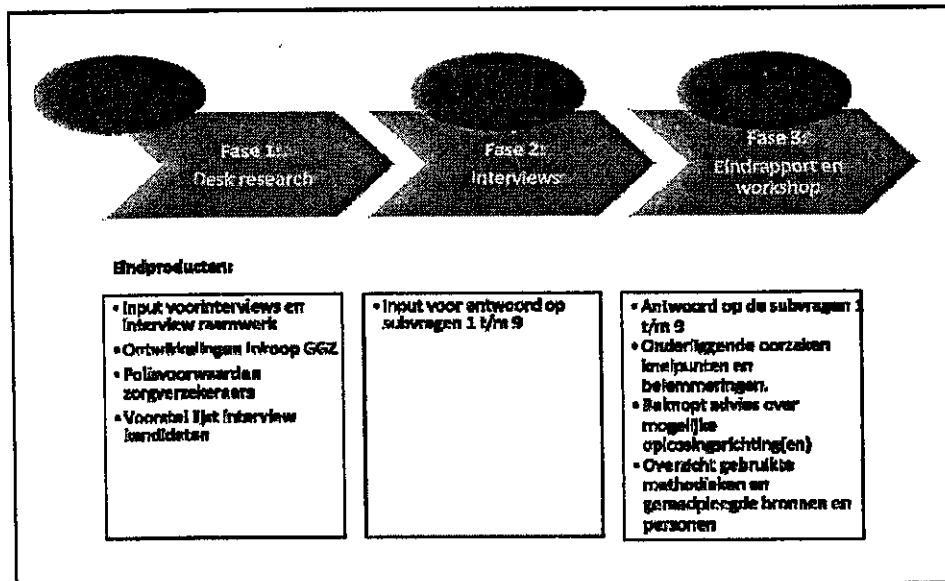 Fase 1:
Desk research
Fase 2:
Interviews
Fase 3:
Eindrapport en
workshop
Eindproducten:
• Input voorinterviews en
interview raamwerk
• Ontwikkelingen inkoop GGZ
• Polisvoorwaarden
zorgverzekeraars
• Voorstel lijst interview
kandidaten
• Input voor antwoord op
subvragen 1 t/m 9
• Antwoord op de subvragen 1
t/m 9
• Onderliggende oorzaken
knelpunten en
belemmeringen.
• Beknopt advies over
mogelijke
oplossingsrichting(en)
• Overzicht gebruikte
methodieken en
geraadpleegde bronnen en
personen